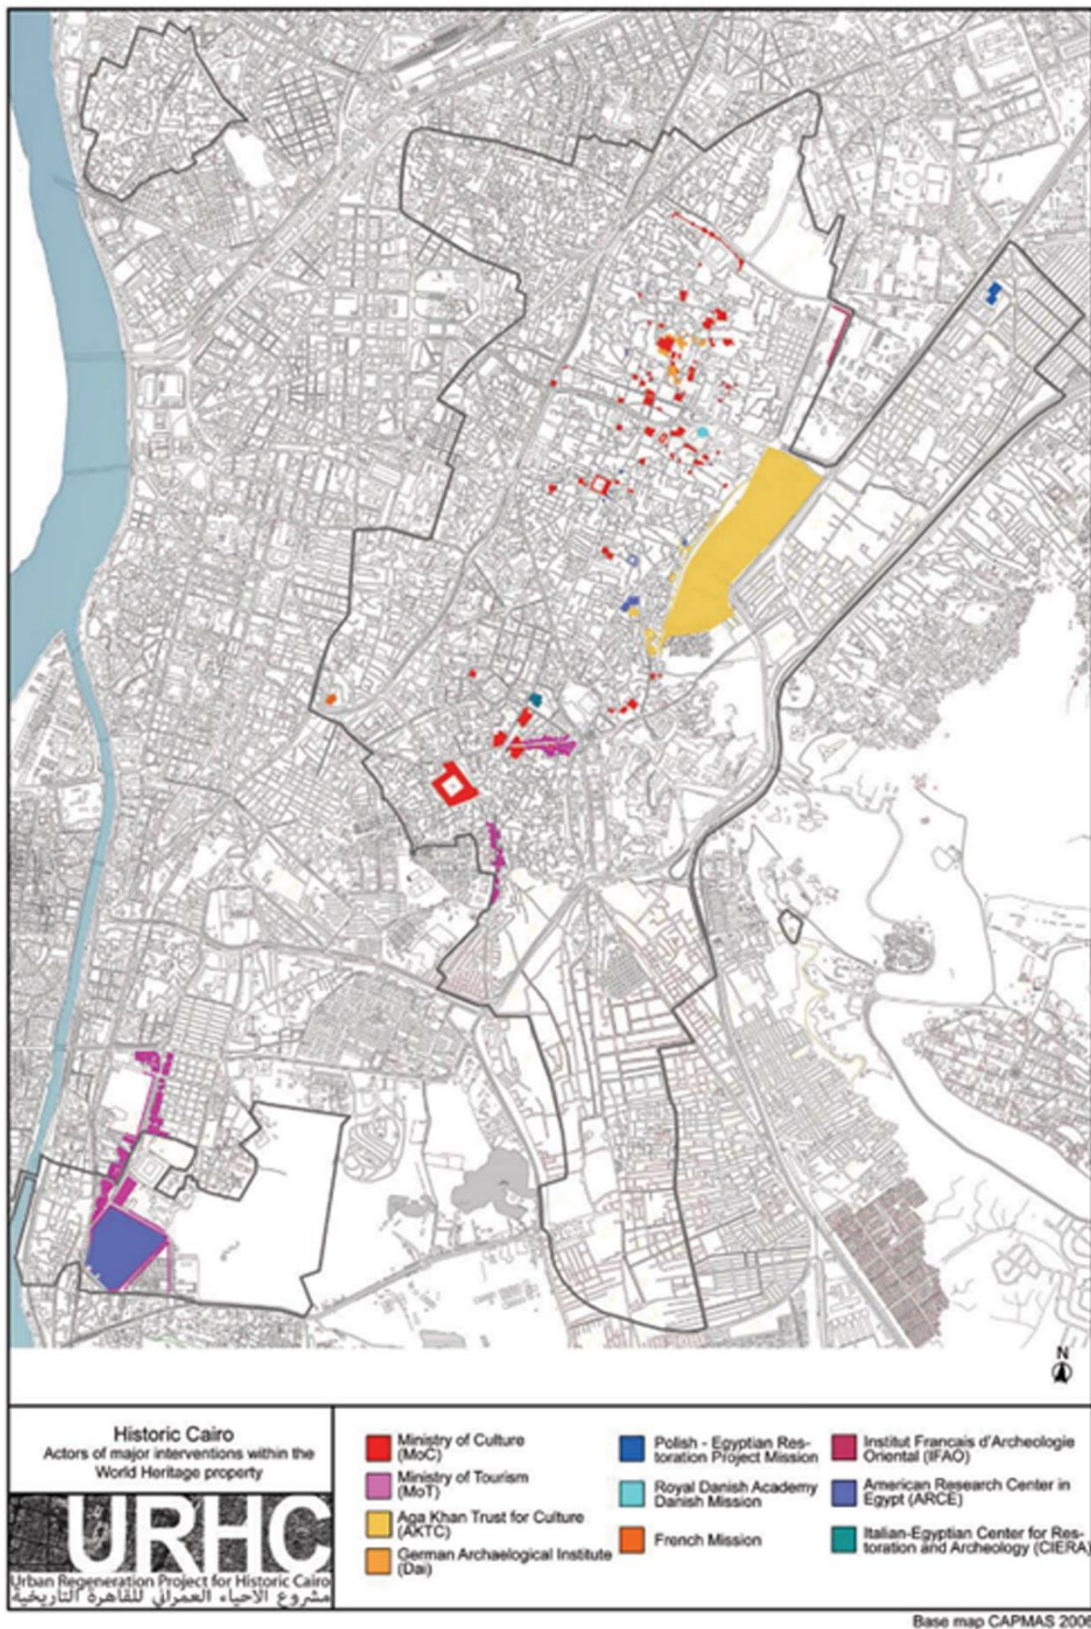 N
Historic Cairo
Actors of major interventions within the
World Heritage property
URHC
Urban Regeneration Project for Historic Cairo
مشروع الاحياء العمراني للقاهرة التاريخية
Ministry of Culture
(MoC)
Ministry of Tourism
(MoT)
Aga Khan Trust for Culture
(AKTC)
German Archaelogical Institute
(Dai)
Polish - Egyptian Res-
toration Project Mission
Royal Danish Academy
Danish Mission
French Mission
Institut Francais d'Archeologie
Oriental (IFAO)
American Research Center in
Egypt (ARCE)
Italian-Egyptian Center for Res-
toration and Archeology (CIERA)
Base map CAPMAS 2006